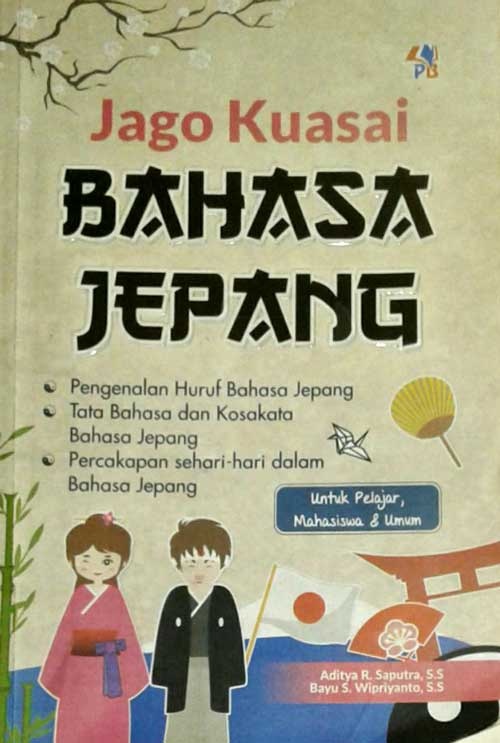 PB
Jago Kuasai
BAHASA
JEPANG
Pengenalan Huruf Bahasa Jepang
Tata Bahasa dan Kosakata
Bahasa Jepang
Percakapan sehari-hari dalam
Bahasa Jepang
Untuk Pelajar,
Mahasiswa & Umum
Aditya R. Saputra, S.S
Bayu S. Wipriyanto, S.S